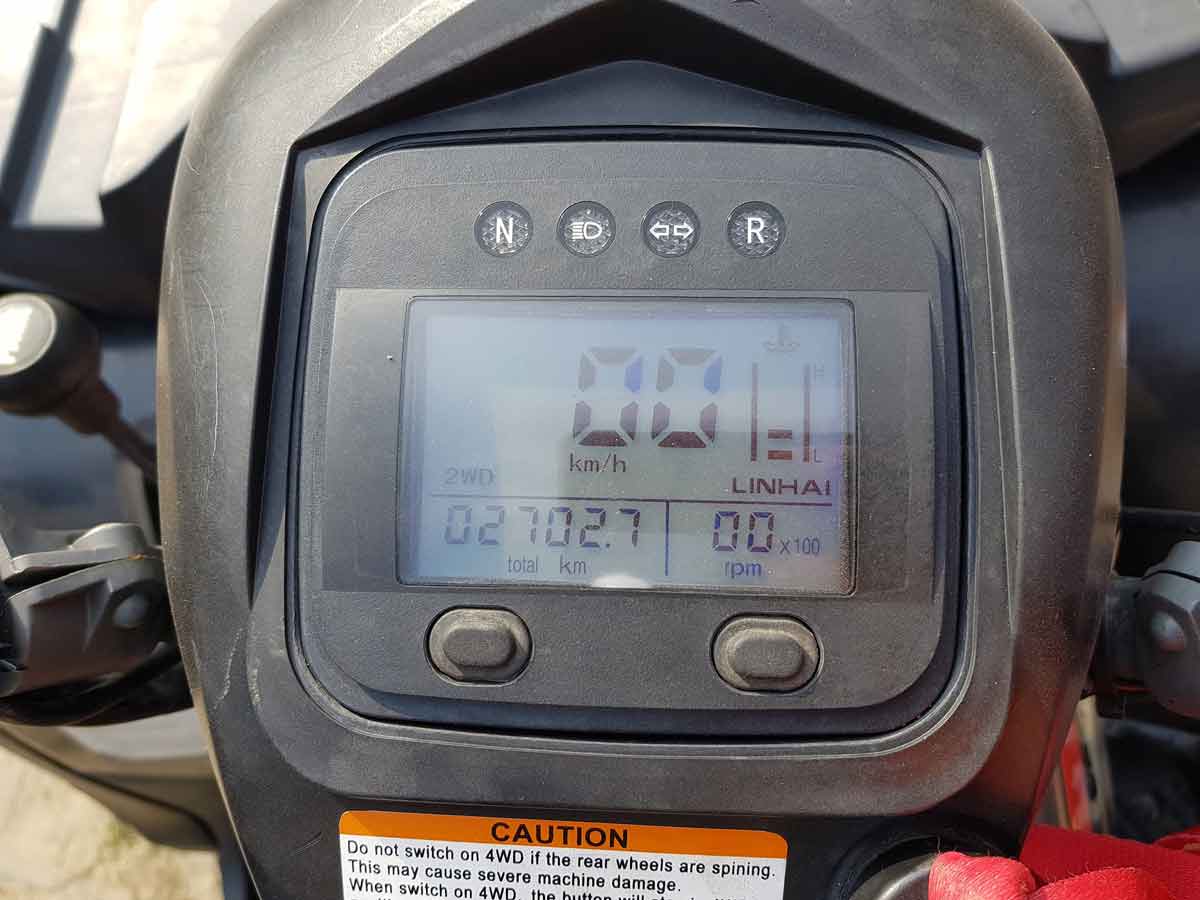 N R
00
km/h
H
L
2WD
LINHAI
02702.7
total km
00 x100
rpm
CAUTION
Do not switch on 4WD if the rear wheels are spining.
This may cause severe machine damage.
When switch on 4WD, the button will